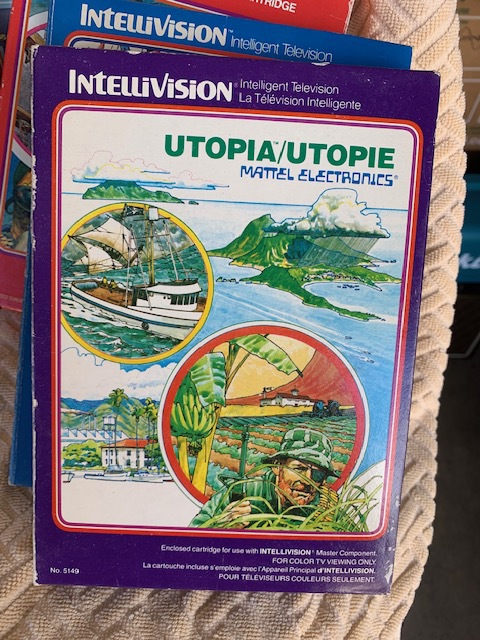 CARTRIDGE
INTELLIVISION Intelligent Television
INTELLIVISION® Intelligent Television
La Télévision Intelligente
UTOPIA™/UTOPIE
MATTEL ELECTRONICS®
Enclosed cartridge for use with INTELLIVISION® Master Component.
FOR COLOR TV VIEWING ONLY.
La cartouche incluse s'emploie avec l'Appareil Principal d'INTELLIVISION.
POUR TÉLÉVISEURS COULEURS SEULEMENT.
No. 5149